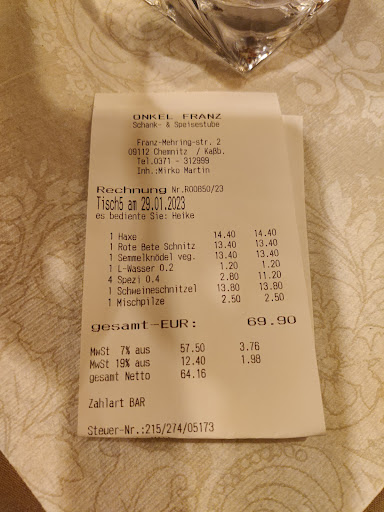 ONKEL FRANZ
Schank- & Speisestube
Franz-Mehring-str. 2
09112 Chemnitz / Kaßb.
Tel.0371 - 312999
Inh.:Mirko Martin
Rechnung Nr.R00850/23
Tisch5 am 29.01.2023
es bediente Sie: Heike
1 Haxe 14.40 14.40
1 Rote Bete Schnitz 13.40 13.40
1 Semmelknödel veg. 13.40 13.40
1 L-Wasser 0.2 1.20 1.20
4 Spezi 0.4 2.80 11.20
1 Schweineschnitzel 13.80 13.80
1 Mischpilze 2.50 2.50
gesamt-EUR: 69.90
MwSt 7% aus 57.50 3.76
MwSt 19% aus 12.40 1.98
gesamt Netto 64.16
Zahlart BAR
Steuer-Nr.:215/274/05173